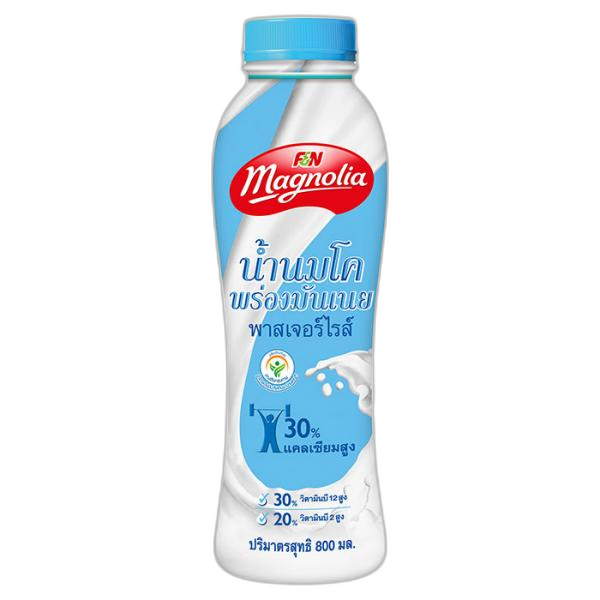 F&N
Magnolia
น้ำนมโค
พร่องมันเนย
พาสเจอร์ไรส์
30%
แคลเซียมสูง
30% วิตามินบี 12 สูง
20% วิตามินบี 2 สูง
ปริมาตรสุทธิ 800 มล.